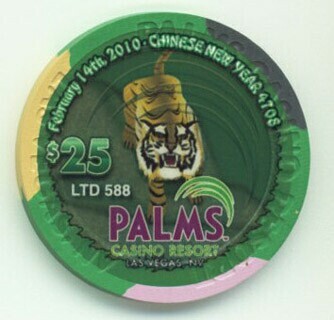 February 14th, 2010 · CHINESE NEW YEAR 4708
$25
LTD 588
PALMS
CASINO RESORT
LAS VEGAS, NV